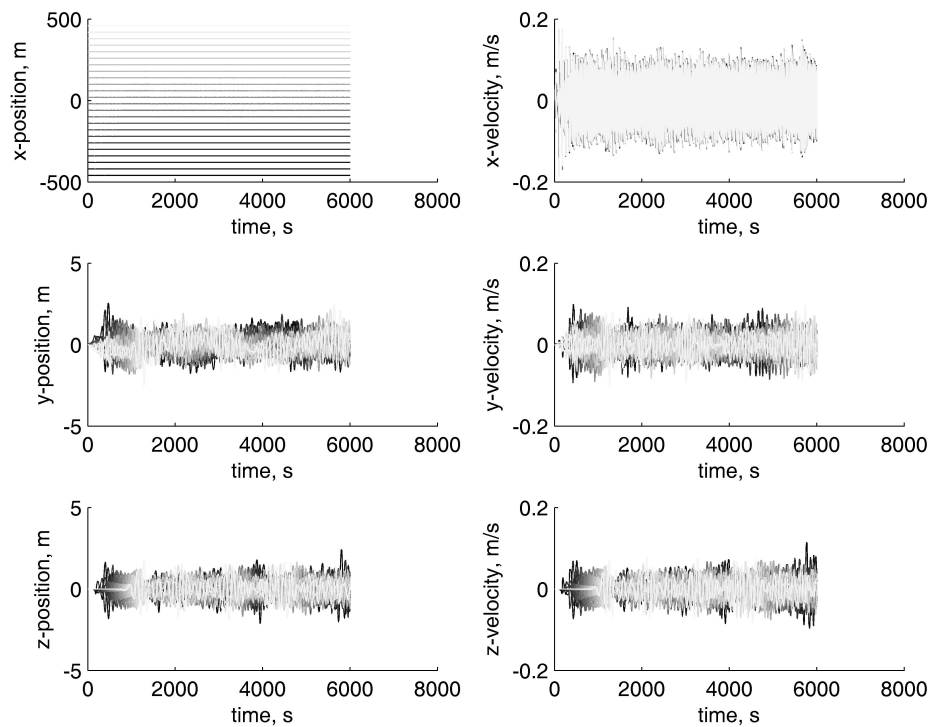 500
0
-500
x-position, m
0 2000 4000 6000 8000
time, s
0.2
0
-0.2
x-velocity, m/s
0 2000 4000 6000 8000
time, s
5
0
-5
y-position, m
0 2000 4000 6000 8000
time, s
0.2
0
-0.2
y-velocity, m/s
0 2000 4000 6000 8000
time, s
5
0
-5
z-position, m
0 2000 4000 6000 8000
time, s
0.2
0
-0.2
z-velocity, m/s
0 2000 4000 6000 8000
time, s